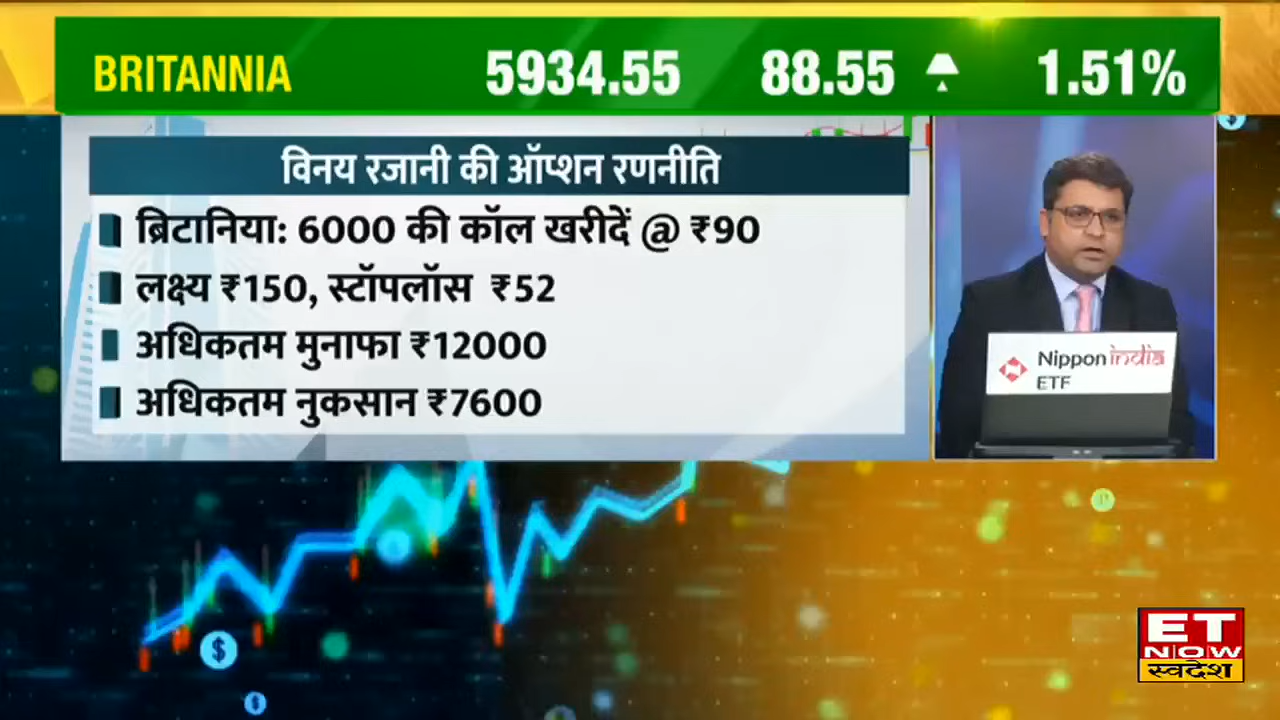 BRITANNIA 5934.55 88.55 1.51%
विनय रजानी की ऑप्शन रणनीति
ब्रिटानिया: 6000 की कॉल खरीदें @ ₹90
लक्ष्य ₹150, स्टॉपलॉस ₹52
अधिकतम मुनाफा ₹12000
अधिकतम नुकसान ₹7600
Nippon india
ETF
ET
NOW
स्वदेश